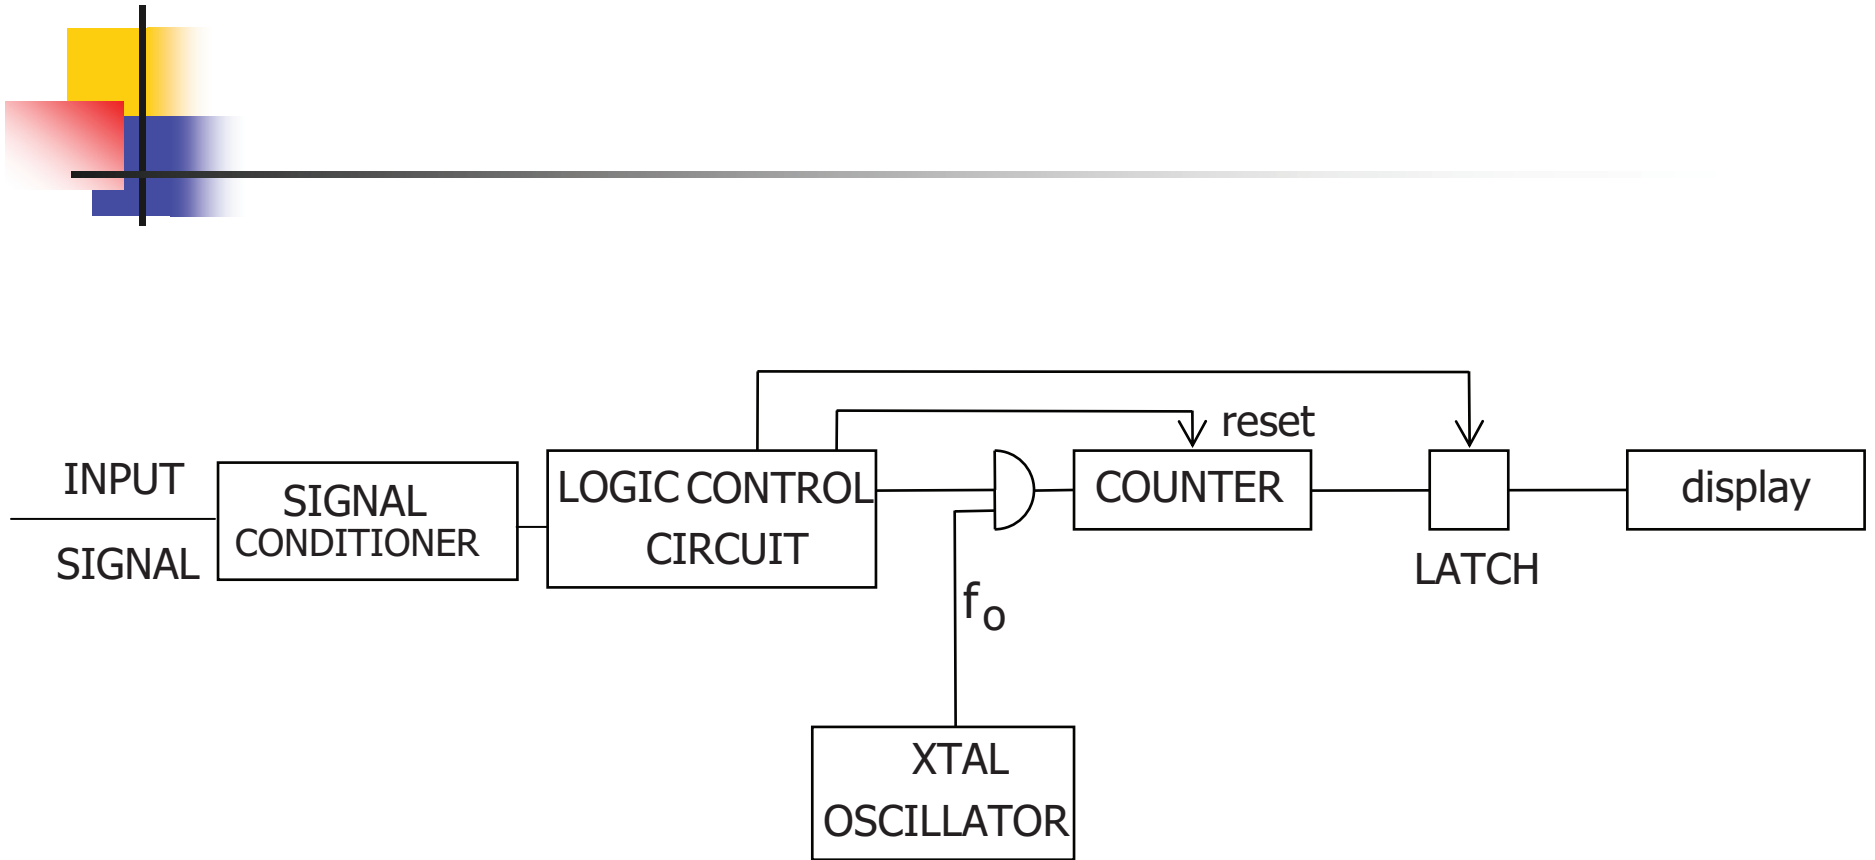 INPUT
SIGNAL
SIGNAL
CONDITIONER
LOGIC CONTROL
CIRCUIT
reset
COUNTER
LATCH
display
fo
XTAL
OSCILLATOR